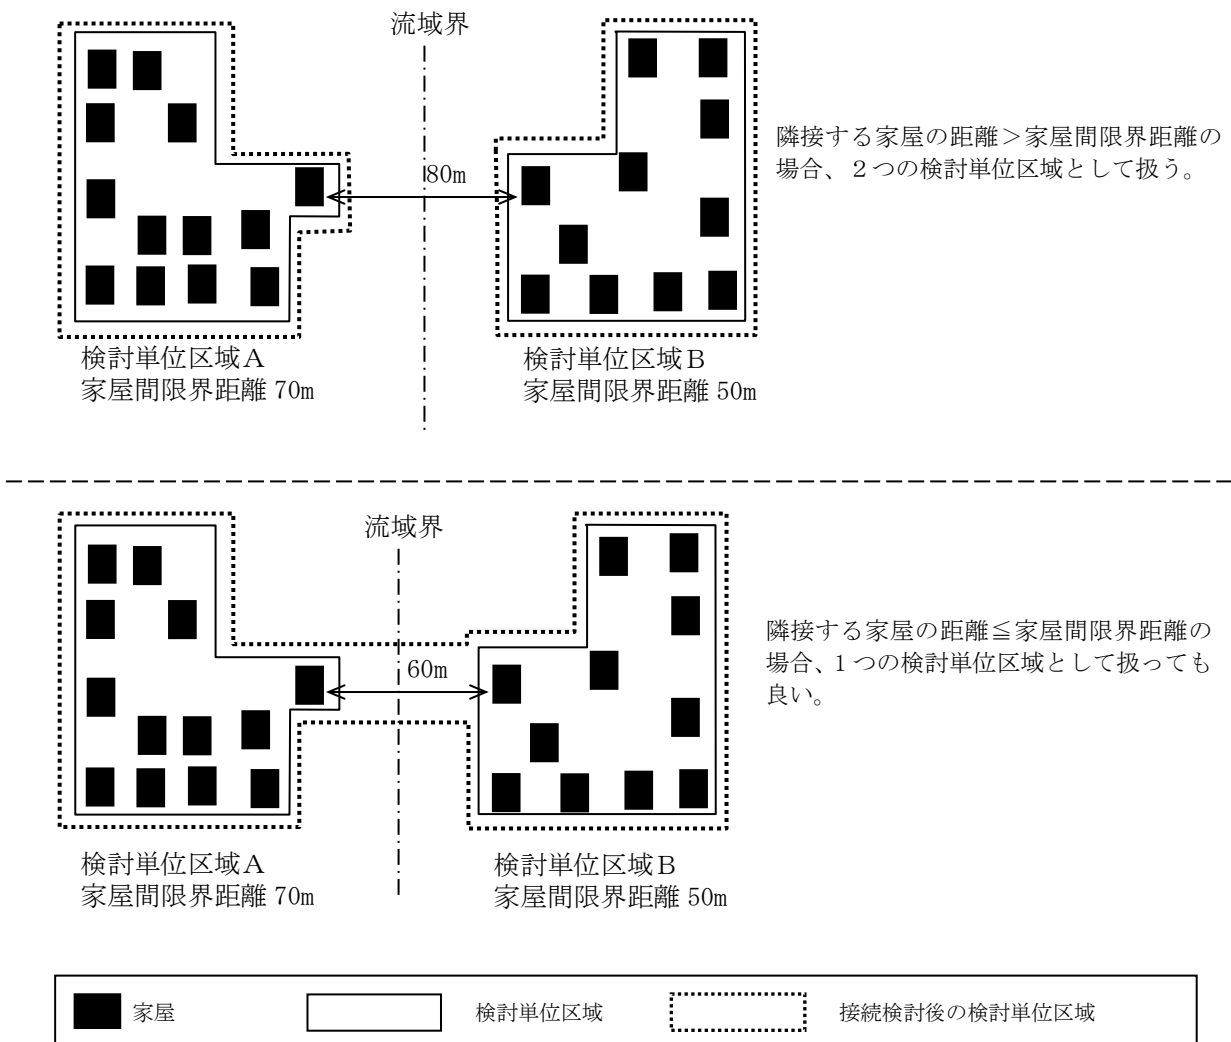 流域界
80m
隣接する家屋の距離＞家屋間限界距離の
場合、２つの検討単位区域として扱う。
検討単位区域Ａ
家屋間限界距離 70m
検討単位区域Ｂ
家屋間限界距離 50m
流域界
60m
隣接する家屋の距離≦家屋間限界距離の
場合、1 つの検討単位区域として扱っても
良い。
検討単位区域Ａ
家屋間限界距離 70m
検討単位区域Ｂ
家屋間限界距離 50m
家屋
検討単位区域
接続検討後の検討単位区域